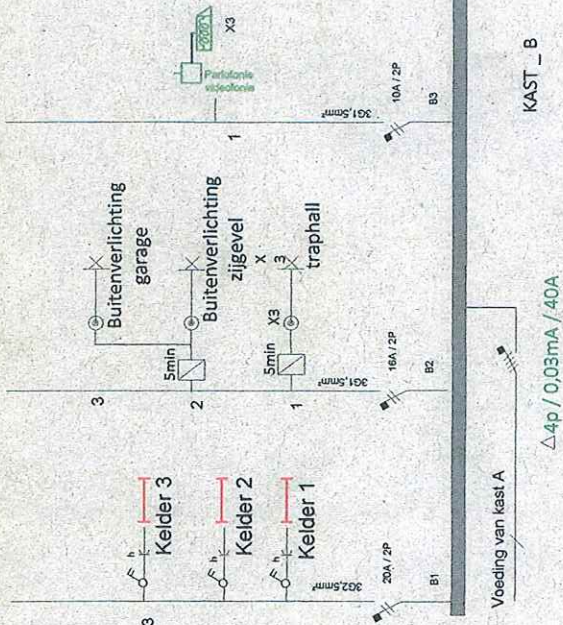 X3
Parlofonie
videofonie
1
3G1,5mm²
10A / 2P
B3
3
Buitenverlichting
garage
5min
2
Buitenverlichting
zijgevel
5min
1
X3
X
3
traphall
3G1,5mm²
16A / 2P
B2
3
h
Kelder 3
h
Kelder 2
h
Kelder 1
3G2,5mm²
20A / 2P
B1
KAST _ B
Voeding van kast A
△4p / 0,03mA / 40A